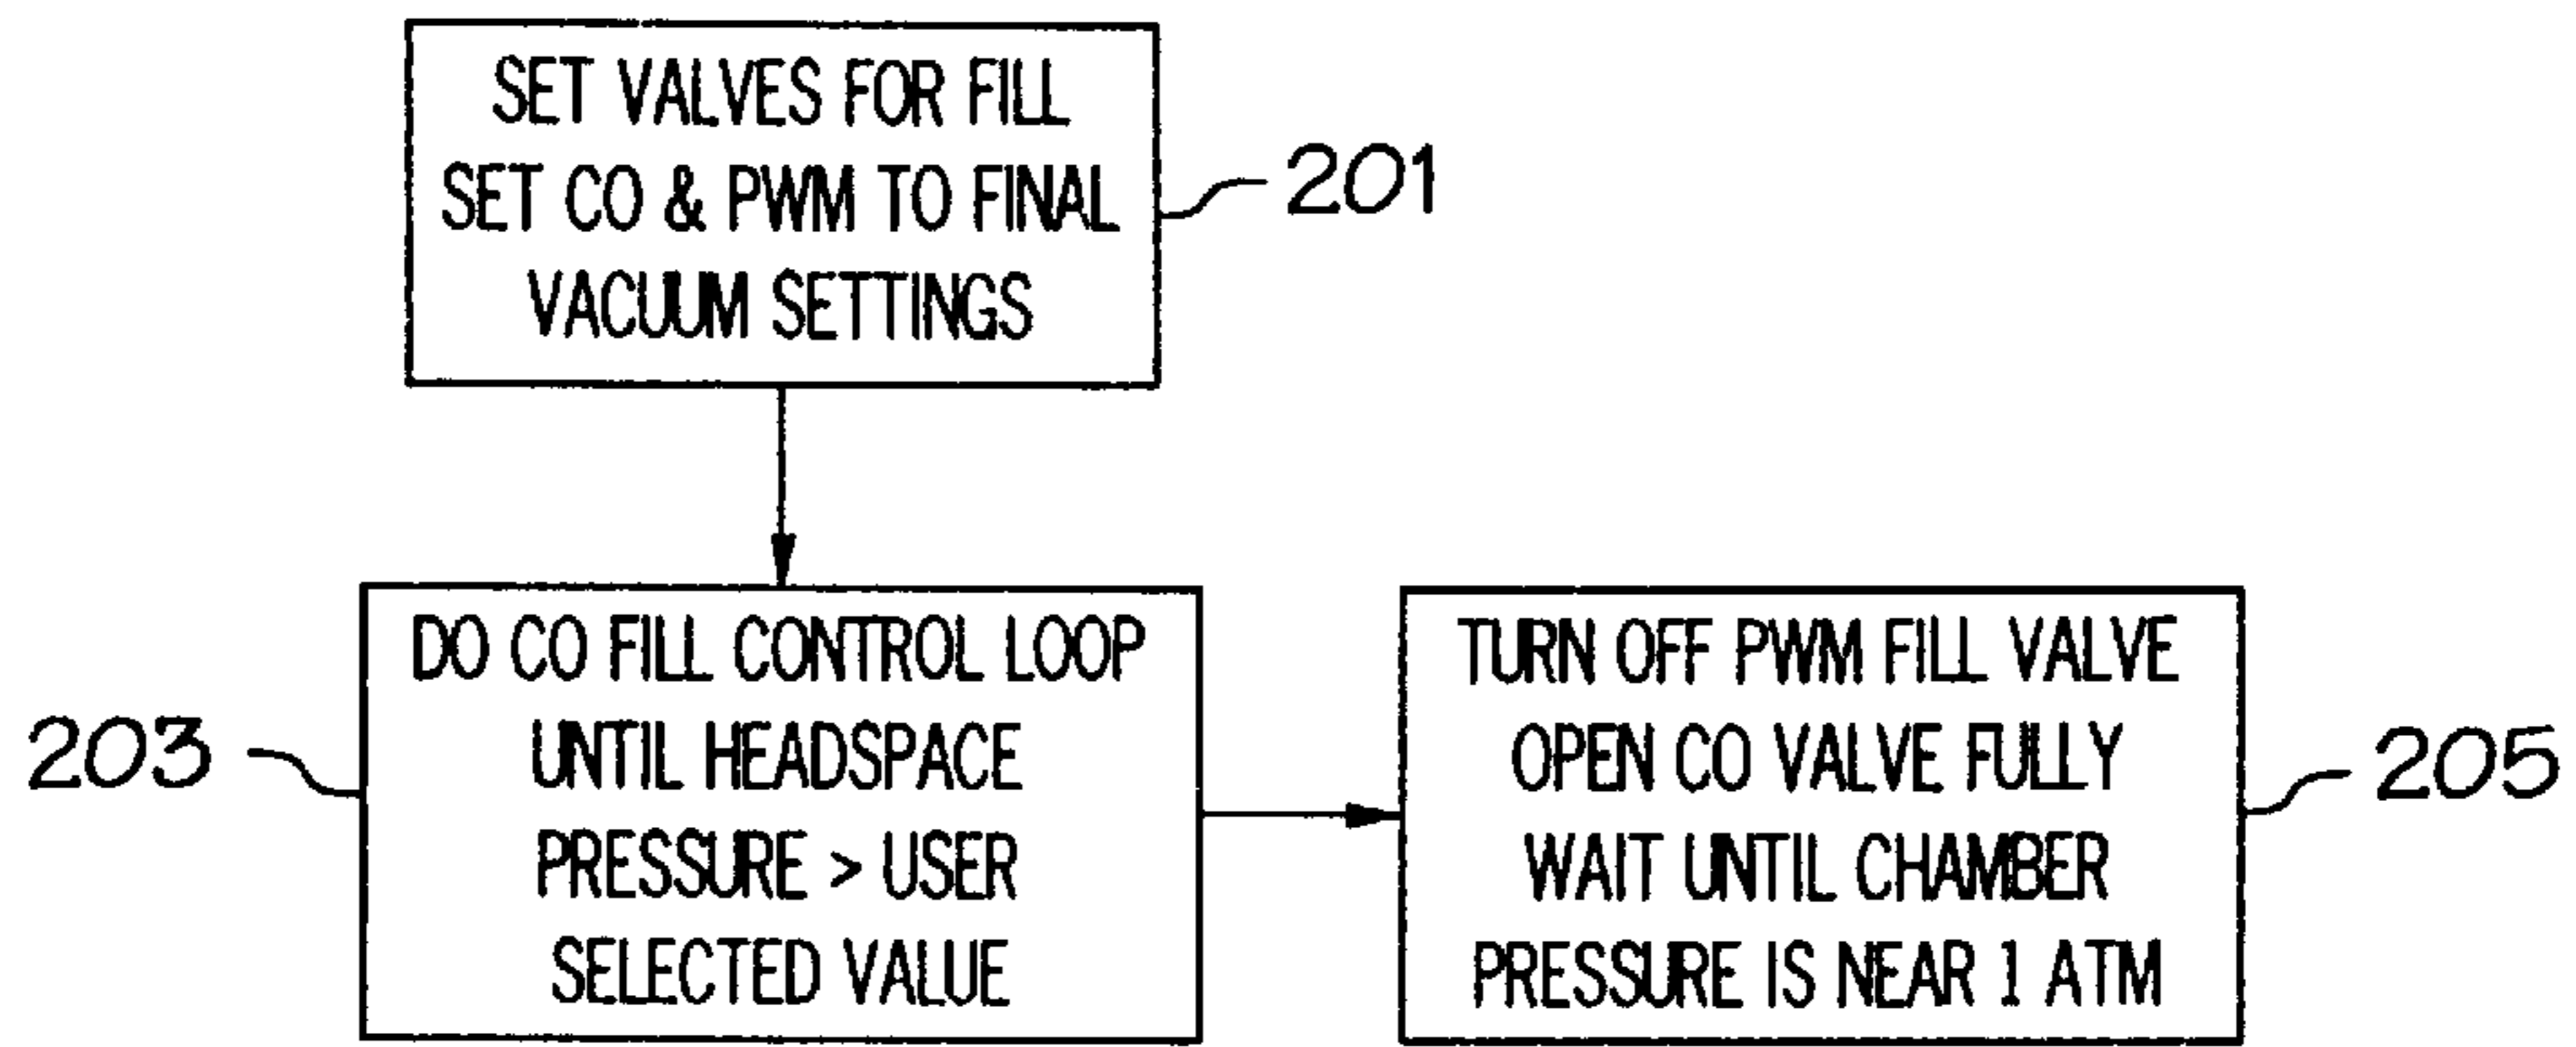 SET VALVES FOR FILL
SET CO & PWM TO FINAL
VACUUM SETTINGS
201
DO CO FILL CONTROL LOOP
UNTIL HEADSPACE
PRESSURE > USER
SELECTED VALUE
203
TURN OFF PWM FILL VALVE
OPEN CO VALVE FULLY
WAIT UNTIL CHAMBER
PRESSURE IS NEAR 1 ATM
205